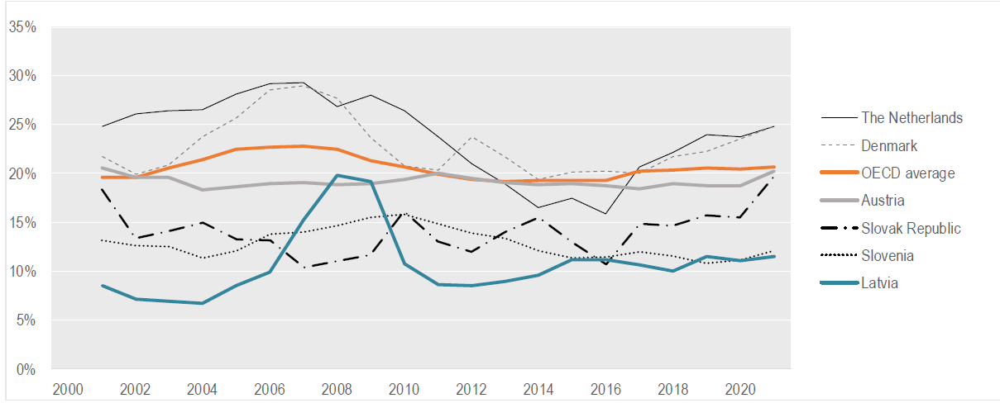 35%
30%
25%
20%
15%
10%
5%
0%
2000 2002 2004 2006 2008 2010 2012 2014 2016 2018 2020
The Netherlands
Denmark
OECD average
Austria
Slovak Republic
Slovenia
Latvia